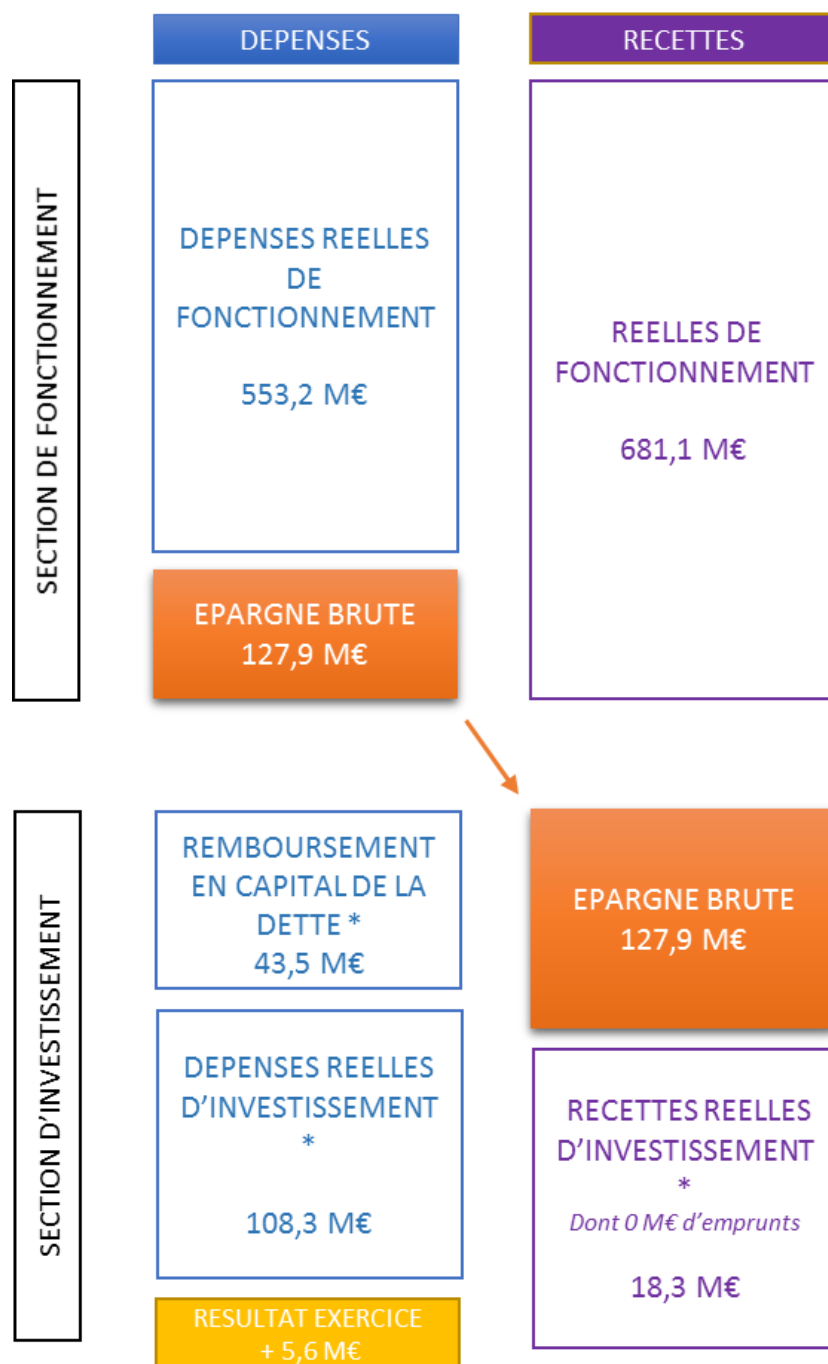 DEPENSES
RECETTES
SECTION DE FONCTIONNEMENT
DEPENSES REELLES
DE
FONCTIONNEMENT
553,2 M€
REELLES DE
FONCTIONNEMENT
681,1 M€
EPARGNE BRUTE
127,9 M€
SECTION D’INVESTISSEMENT
REMBOURSEMENT
EN CAPITAL DE LA
DETTE *
43,5 M€
EPARGNE BRUTE
127,9 M€
DEPENSES REELLES
D’INVESTISSEMENT
*
108,3 M€
RECETTES REELLES
D’INVESTISSEMENT
*
Dont 0 M€ d’emprunts
18,3 M€
RESULTAT EXERCICE
+ 5,6 M€